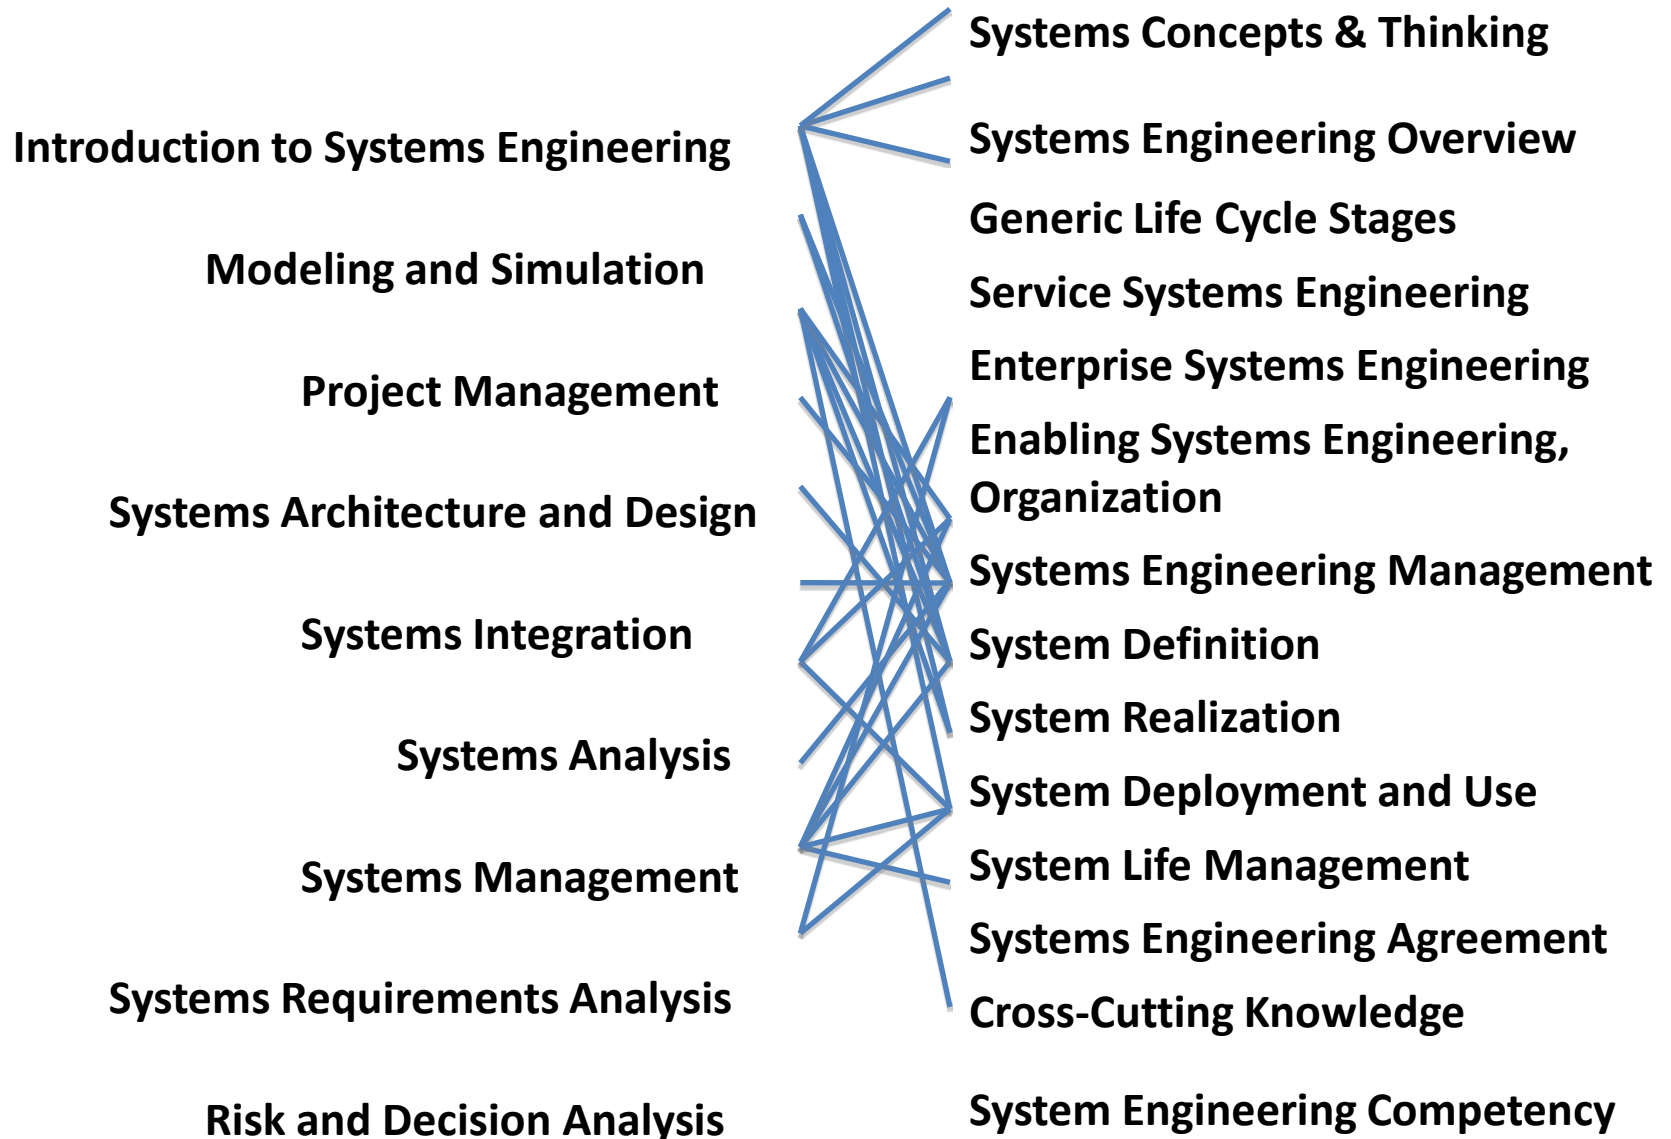 Introduction to Systems Engineering
Modeling and Simulation
Project Management
Systems Architecture and Design
Systems Integration
Systems Analysis
Systems Management
Systems Requirements Analysis
Risk and Decision Analysis
Systems Concepts & Thinking
Systems Engineering Overview
Generic Life Cycle Stages
Service Systems Engineering
Enterprise Systems Engineering
Enabling Systems Engineering,
Organization
Systems Engineering Management
System Definition
System Realization
System Deployment and Use
System Life Management
Systems Engineering Agreement
Cross-Cutting Knowledge
System Engineering Competency